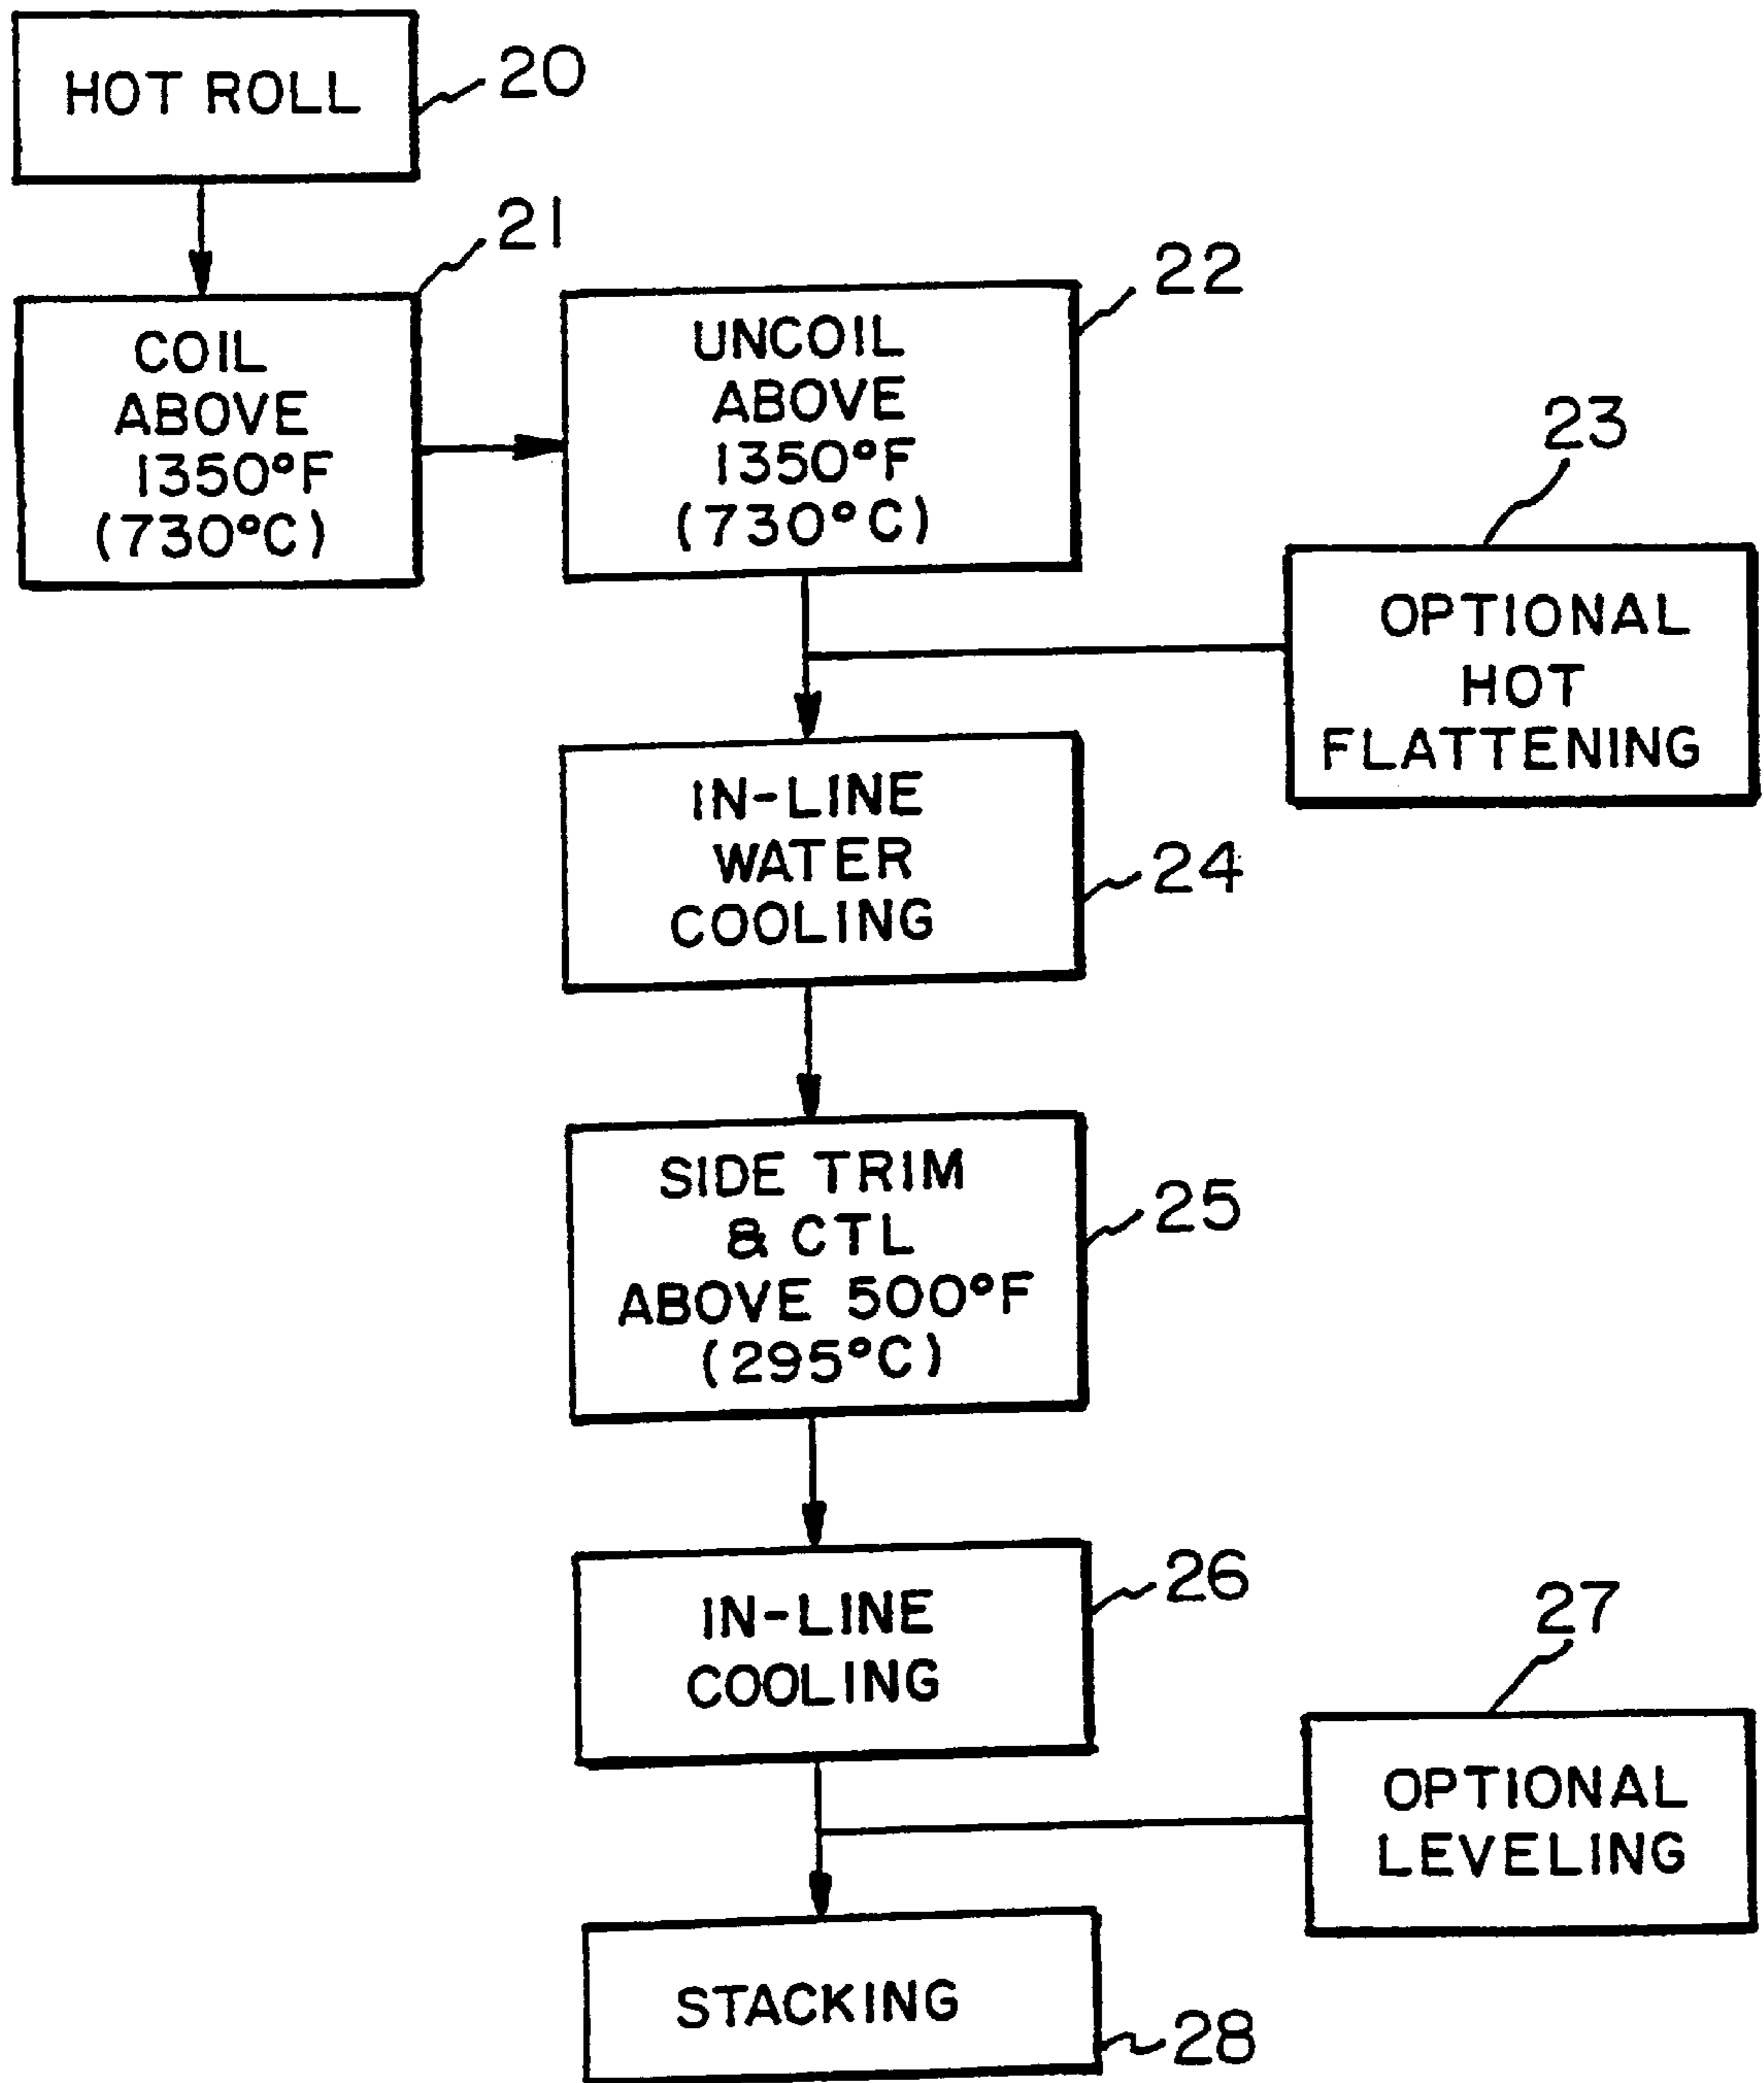 HOT ROLL
20
21
COIL
ABOVE
1350°F
(730°C)
22
UNCOIL
ABOVE
1350°F
(730°C)
23
OPTIONAL
HOT
FLATTENING
IN-LINE
WATER
COOLING
24
SIDE TRIM
& CTL
ABOVE 500°F
(295°C)
25
IN-LINE
COOLING
26
27
OPTIONAL
LEVELING
STACKING
28